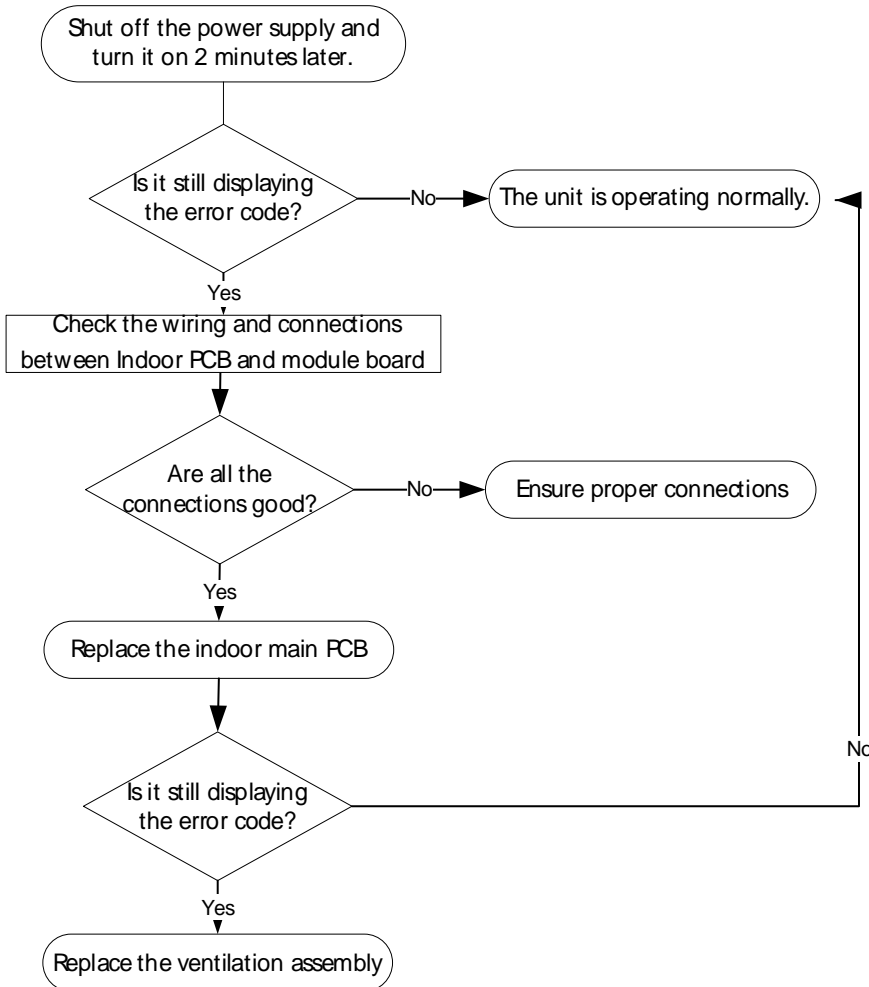 Shut off the power supply and
turn it on 2 minutes later.
Is it still displaying
the error code?
No
The unit is operating normally.
Yes
Check the wiring and connections
between Indoor PCB and module board
Are all the
connections good?
No
Ensure proper connections
Yes
Replace the indoor main PCB
No
Is it still displaying
the error code?
Yes
Replace the ventilation assembly